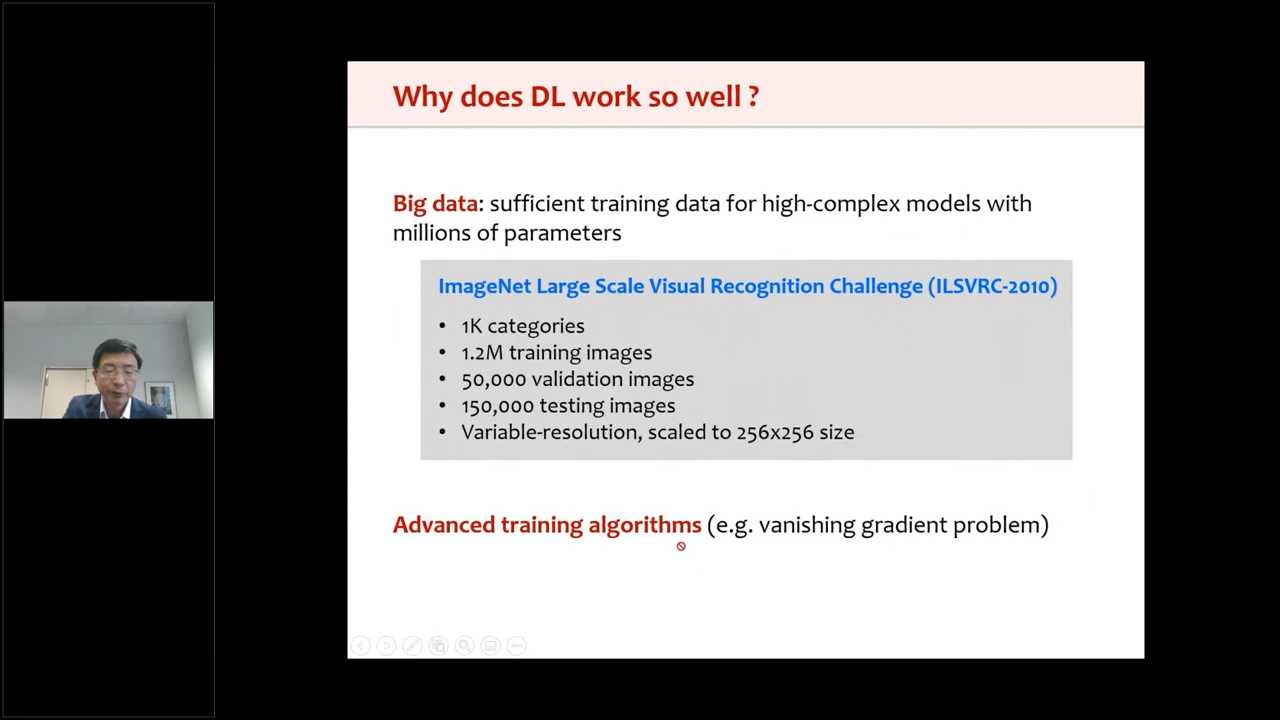 Why does DL work so well ?
Big data: sufficient training data for high-complex models with
millions of parameters
ImageNet Large Scale Visual Recognition Challenge (ILSVRC-2010)
• 1K categories
• 1.2M training images
• 50,000 validation images
• 150,000 testing images
• Variable-resolution, scaled to 256x256 size
Advanced training algorithms (e.g. vanishing gradient problem)